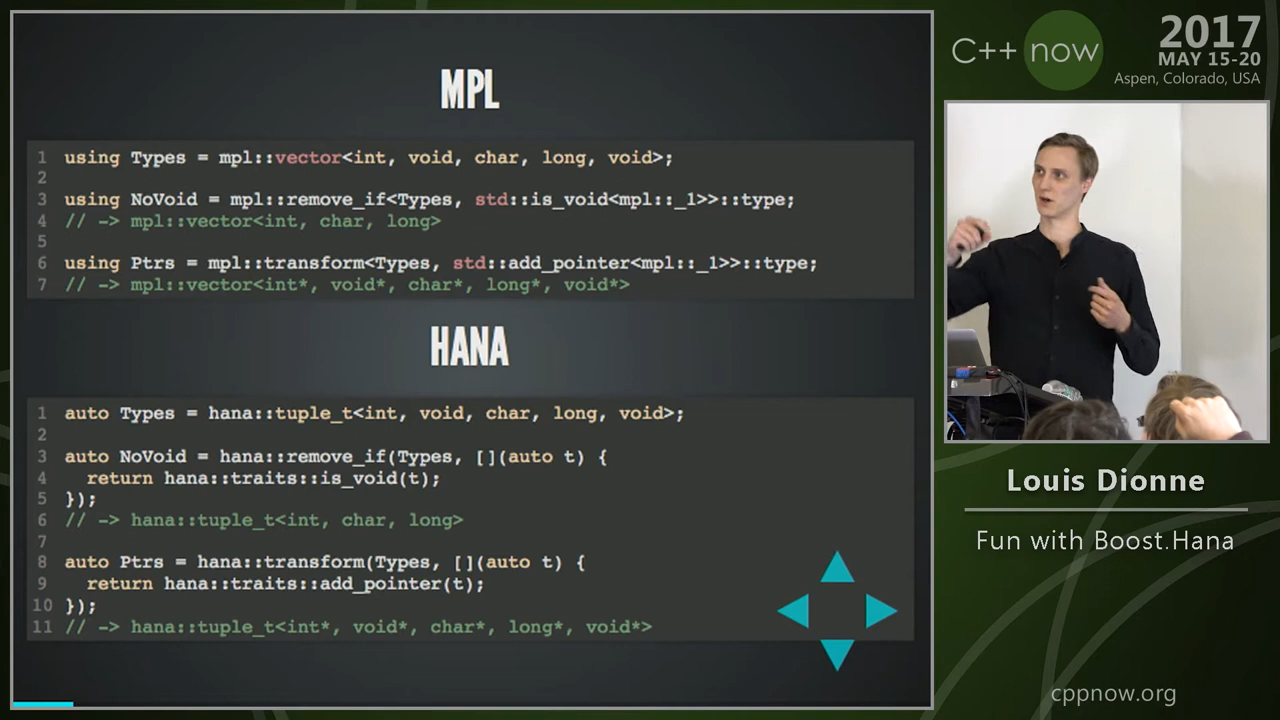 MPL
1 using Types = mpl::vector<int, void, char, long, void>;
2
3 using NoVoid = mpl::remove_if<Types, std::is_void<mpl::_1>>::type;
4 // -> mpl::vector<int, char, long>
5
6 using Ptrs = mpl::transform<Types, std::add_pointer<mpl::_1>>::type;
7 // -> mpl::vector<int*, void*, char*, long*, void*>
HANA
1 auto Types = hana::tuple_t<int, void, char, long, void>;
2
3 auto NoVoid = hana::remove_if(Types, [](auto t) {
4   return hana::traits::is_void(t);
5 });
6 // -> hana::tuple_t<int, char, long>
7
8 auto Ptrs = hana::transform(Types, [](auto t) {
9   return hana::traits::add_pointer(t);
10 });
11 // -> hana::tuple_t<int*, void*, char*, long*, void*>
C++ now
2017
MAY 15-20
Aspen, Colorado, USA
Louis Dionne
Fun with Boost.Hana
cppnow.org